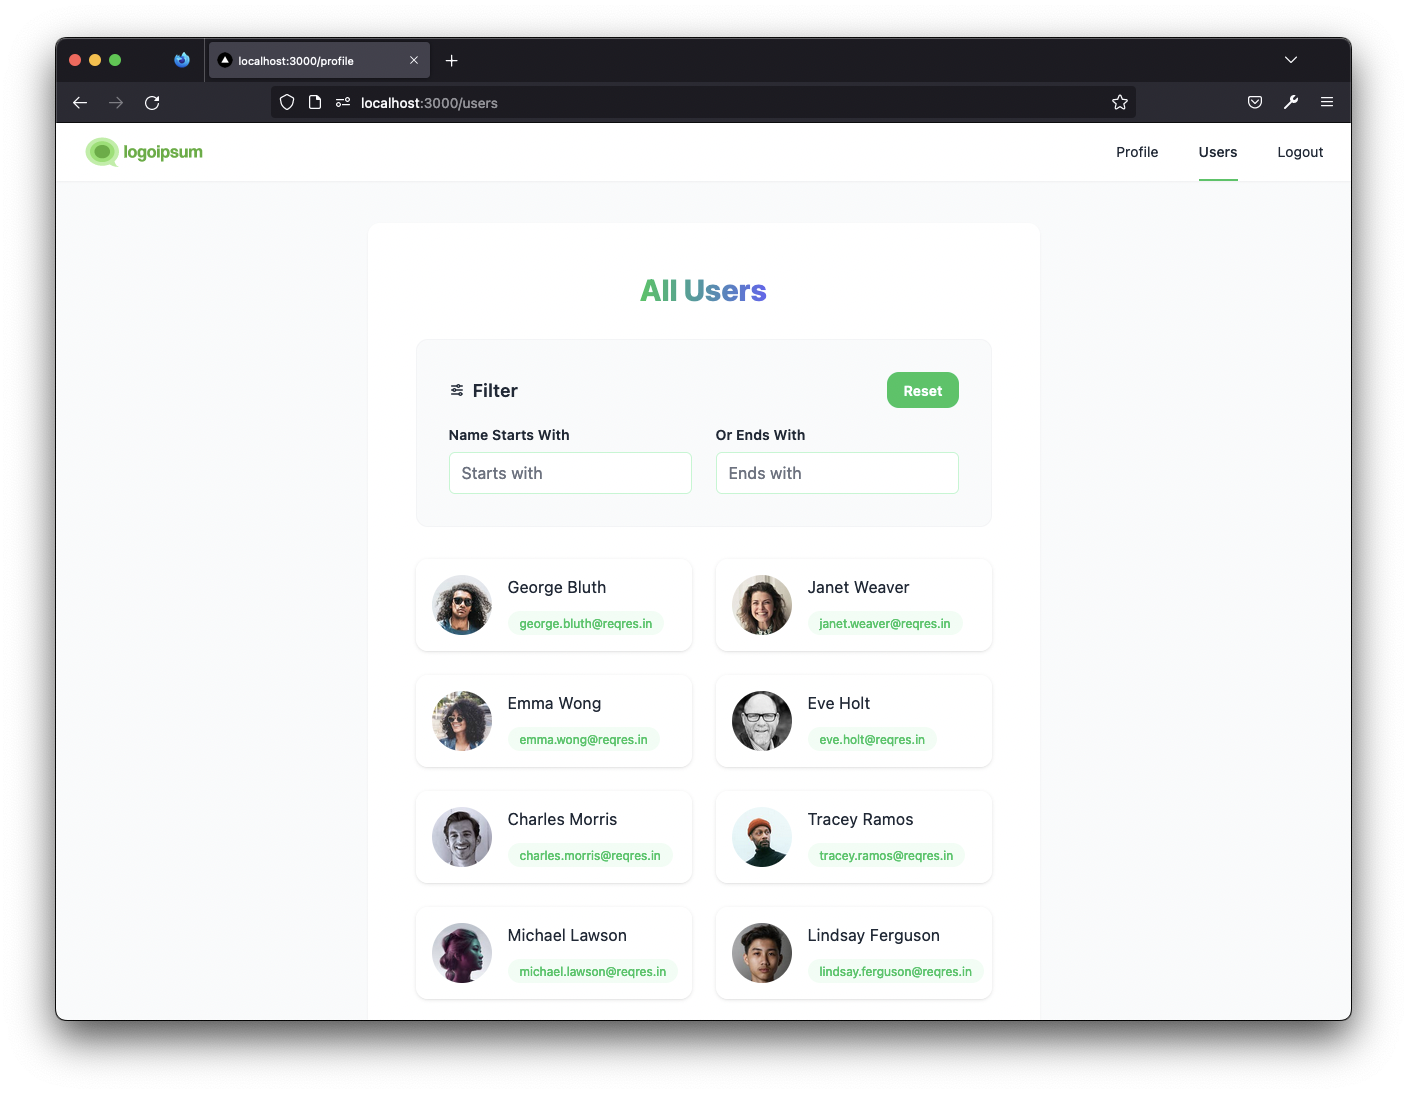 localhost:3000/profile
localhost:3000/users
logoipsum
Profile Users Logout
All Users
Filter
Reset
Name Starts With
Or Ends With
Starts with
Ends with
George Bluth
george.bluth@reqres.in
Janet Weaver
janet.weaver@reqres.in
Emma Wong
emma.wong@reqres.in
Eve Holt
eve.holt@reqres.in
Charles Morris
charles.morris@reqres.in
Tracey Ramos
tracey.ramos@reqres.in
Michael Lawson
michael.lawson@reqres.in
Lindsay Ferguson
lindsay.ferguson@reqres.in